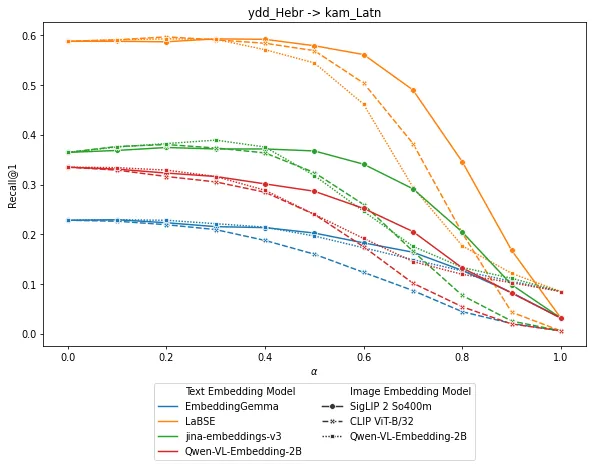 ydd_Hebr -> kam_Latn
Recall@1
0.6
0.5
0.4
0.3
0.2
0.1
0.0
0.0 0.2 0.4 0.6 0.8 1.0
α
Text Embedding Model Image Embedding Model
EmbeddingGemma SigLIP 2 So400m
LaBSE CLIP ViT-B/32
jina-embeddings-v3 Qwen-VL-Embedding-2B
Qwen-VL-Embedding-2B